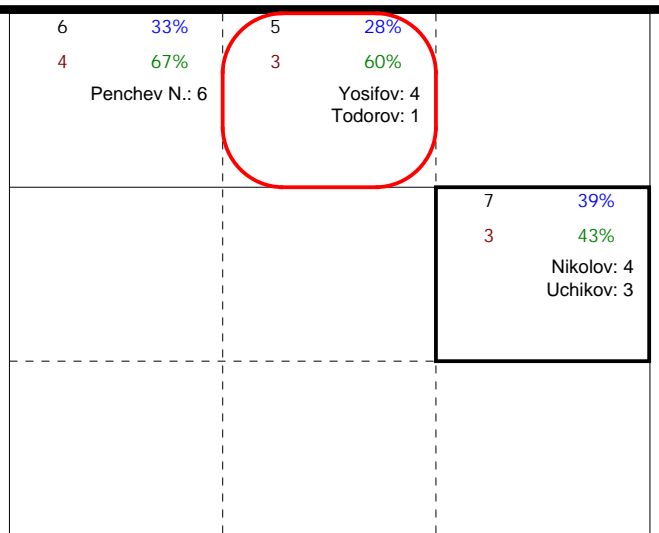 6 33% 5 28%
4 67% 3 60%
Penchev N.: 6 Yosifov: 4
Todorov: 1
7 39%
3 43%
Nikolov: 4
Uchikov: 3